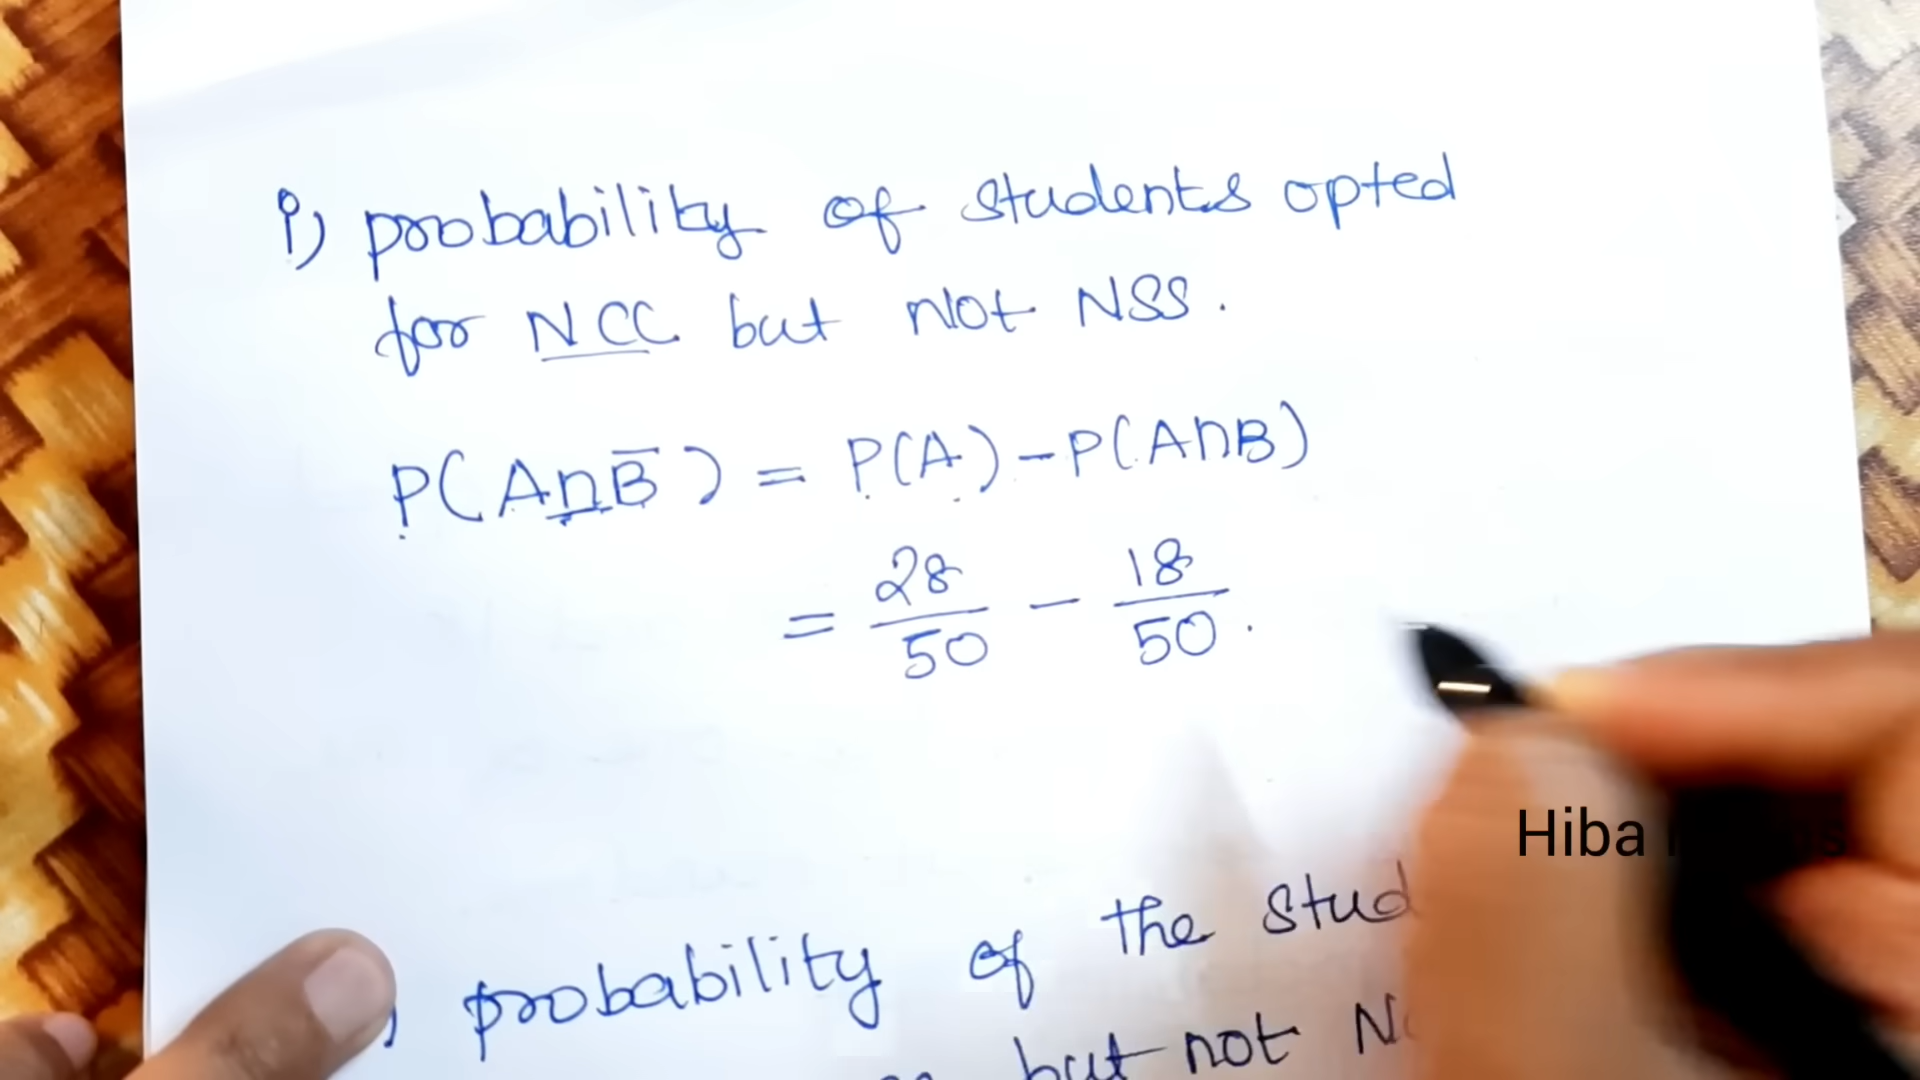 i) probability of students opted
for NCC but not NSS.
P(A∩B̅) = P(A) - P(A∩B)
= 28/50 - 18/50.
Hiba
probability of the stud
but not N